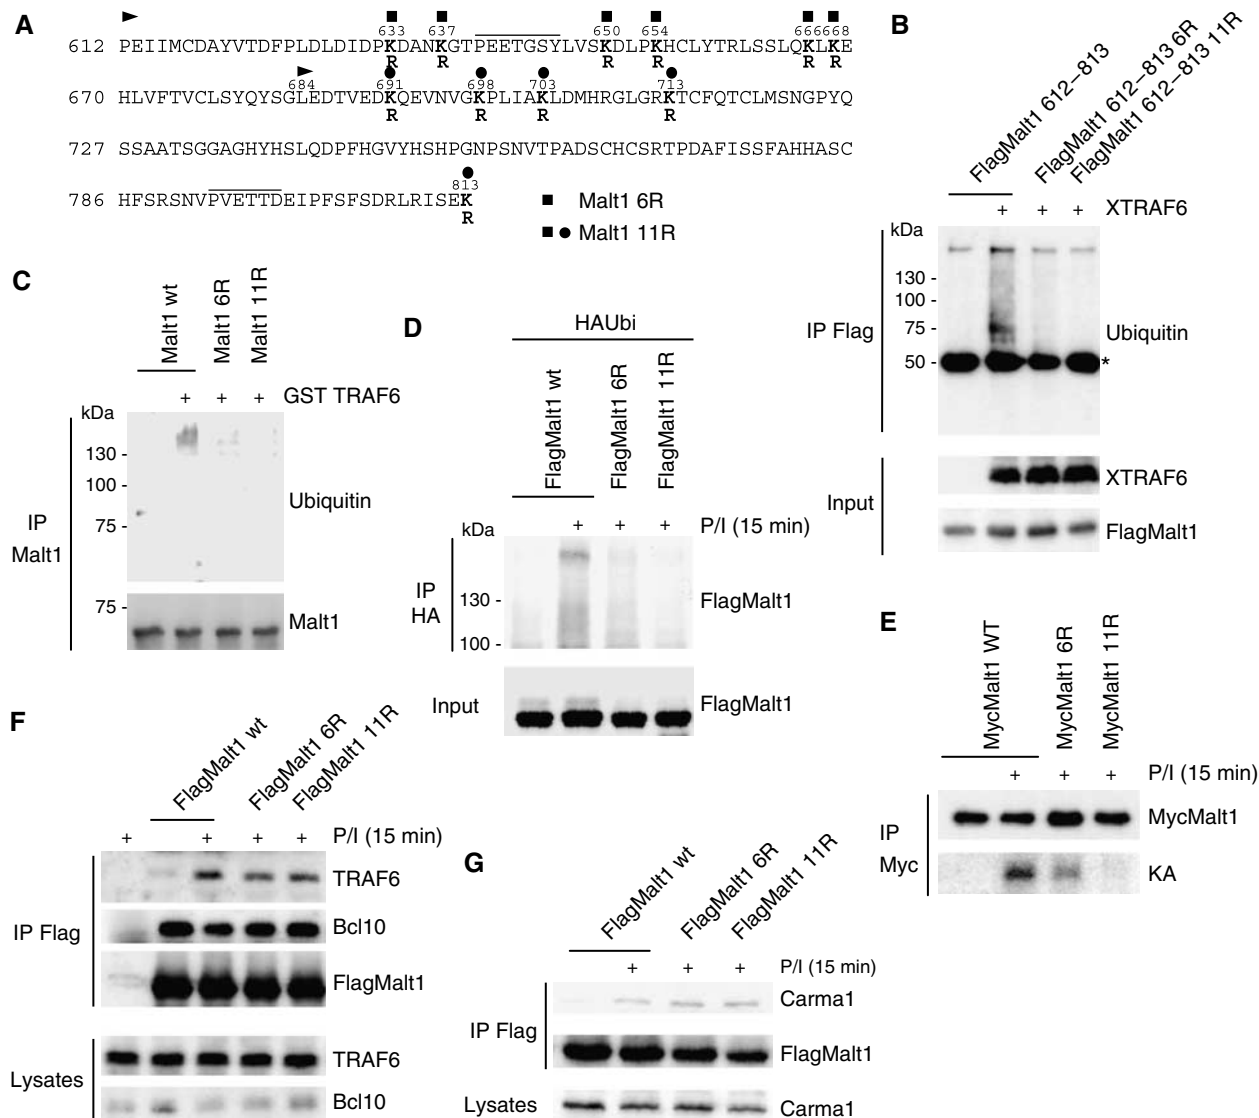 A
633 637 650 654 666 668
612 PEIIMCDAYVTDFPLDLDIDPKDANKGTPEETGSYLVSKDLPKHCLYTRLSSLQKLKE
R R R R R R
684 691 698 703 713
670 HLVFTVCLSYQYSGLEDTVEDKQEVNVGKPLIAKLDMHRGLGRKTCFQTCLMSNGPYQ
R R R R
727 SSAATSGGAGHYHSLQDPFHGVYHSHPGNPSNVTPADSCHCSRTPDAFISSFAHHASC
813
786 HFSRSNVPVETTDEIPFSFSDRLRISEK
R
■ Malt1 6R
■ ● Malt1 11R
B
FlagMalt1 612–813
FlagMalt1 612–813 6R
FlagMalt1 612–813 11R
+ + + XTRAF6
kDa
130 -
100 -
75 -
50 -
*
IP Flag
Ubiquitin
Input
XTRAF6
FlagMalt1
C
Malt1 wt
Malt1 6R
Malt1 11R
+ + + GST TRAF6
kDa
130 -
100 -
75 -
Ubiquitin
IP
Malt1
75 -
Malt1
D
HAUbi
FlagMalt1 wt
FlagMalt1 6R
FlagMalt1 11R
+ + + P/I (15 min)
kDa
IP
HA
130 -
100 -
FlagMalt1
Input
FlagMalt1
E
MycMalt1 WT
MycMalt1 6R
MycMalt1 11R
+ + + P/I (15 min)
IP
Myc
MycMalt1
KA
F
FlagMalt1 wt
FlagMalt1 6R
FlagMalt1 11R
+ + + + P/I (15 min)
IP Flag
TRAF6
Bcl10
FlagMalt1
Lysates
TRAF6
Bcl10
G
FlagMalt1 wt
FlagMalt1 6R
FlagMalt1 11R
+ + + P/I (15 min)
IP Flag
Carma1
FlagMalt1
Lysates
Carma1